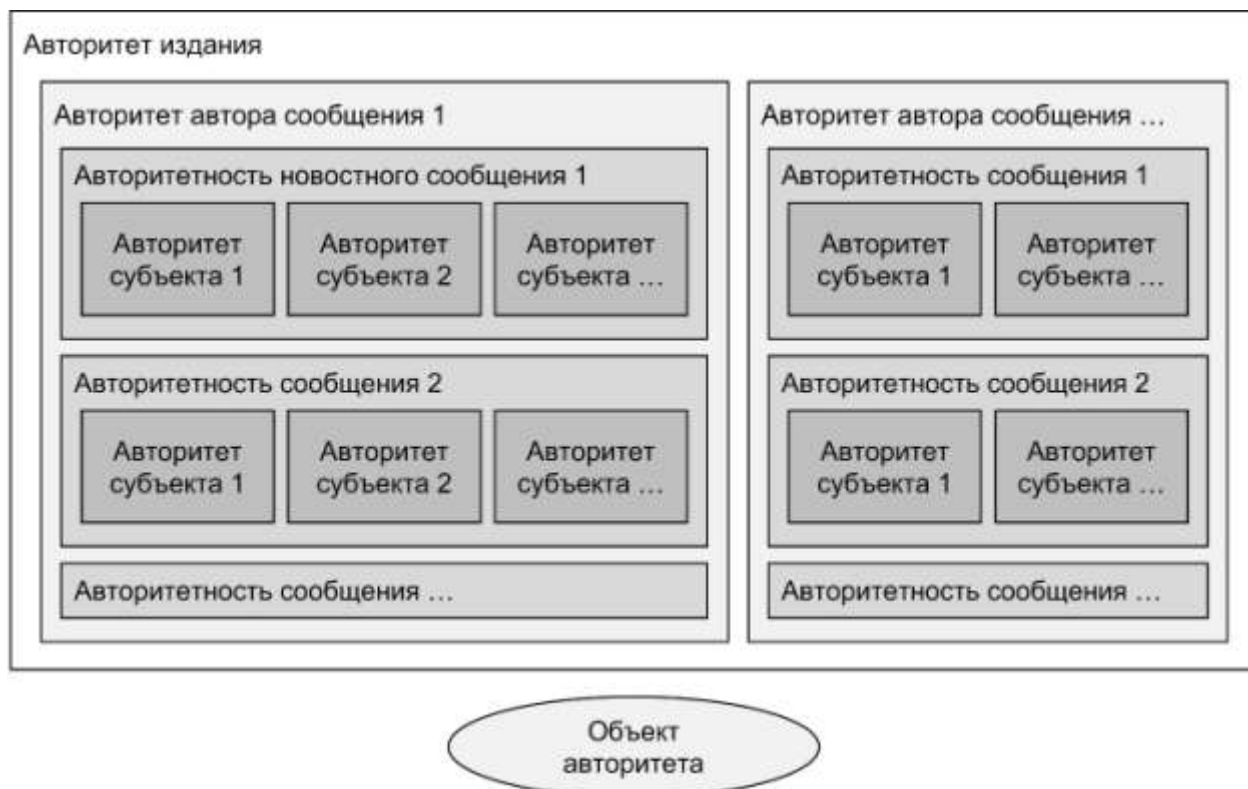 Авторитет издания
Авторитет автора сообщения 1
Авторитетность новостного сообщения 1
Авторитет
субъекта 1
Авторитет
субъекта 2
Авторитет
субъекта ...
Авторитетность сообщения 2
Авторитет
субъекта 1
Авторитет
субъекта 2
Авторитет
субъекта ...
Авторитетность сообщения ...
Авторитет автора сообщения ...
Авторитетность сообщения 1
Авторитет
субъекта 1
Авторитет
субъекта ...
Авторитетность сообщения 2
Авторитет
субъекта 1
Авторитет
субъекта ...
Авторитетность сообщения ...
Объект
авторитета